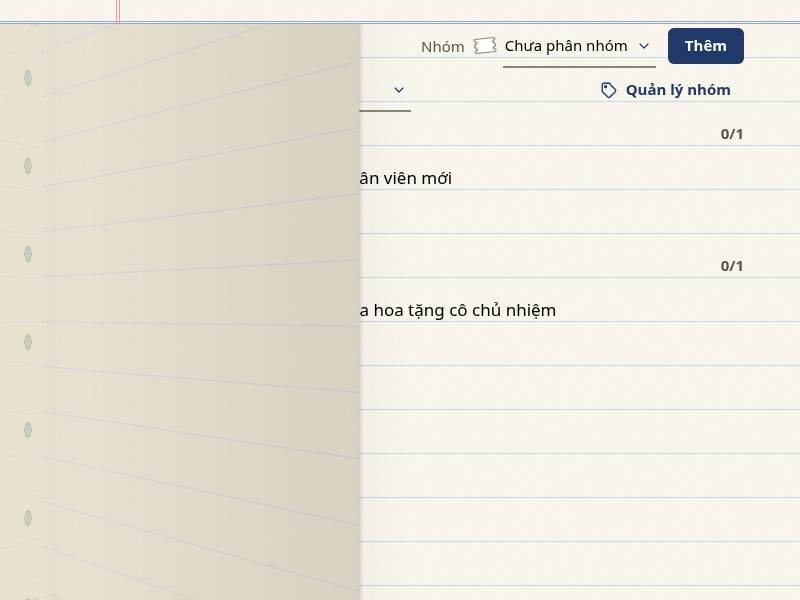 Nhóm Chưa phân nhóm Thêm
Quản lý nhóm
0/1
viên mới
0/1
hoa tặng cô chủ nhiệm